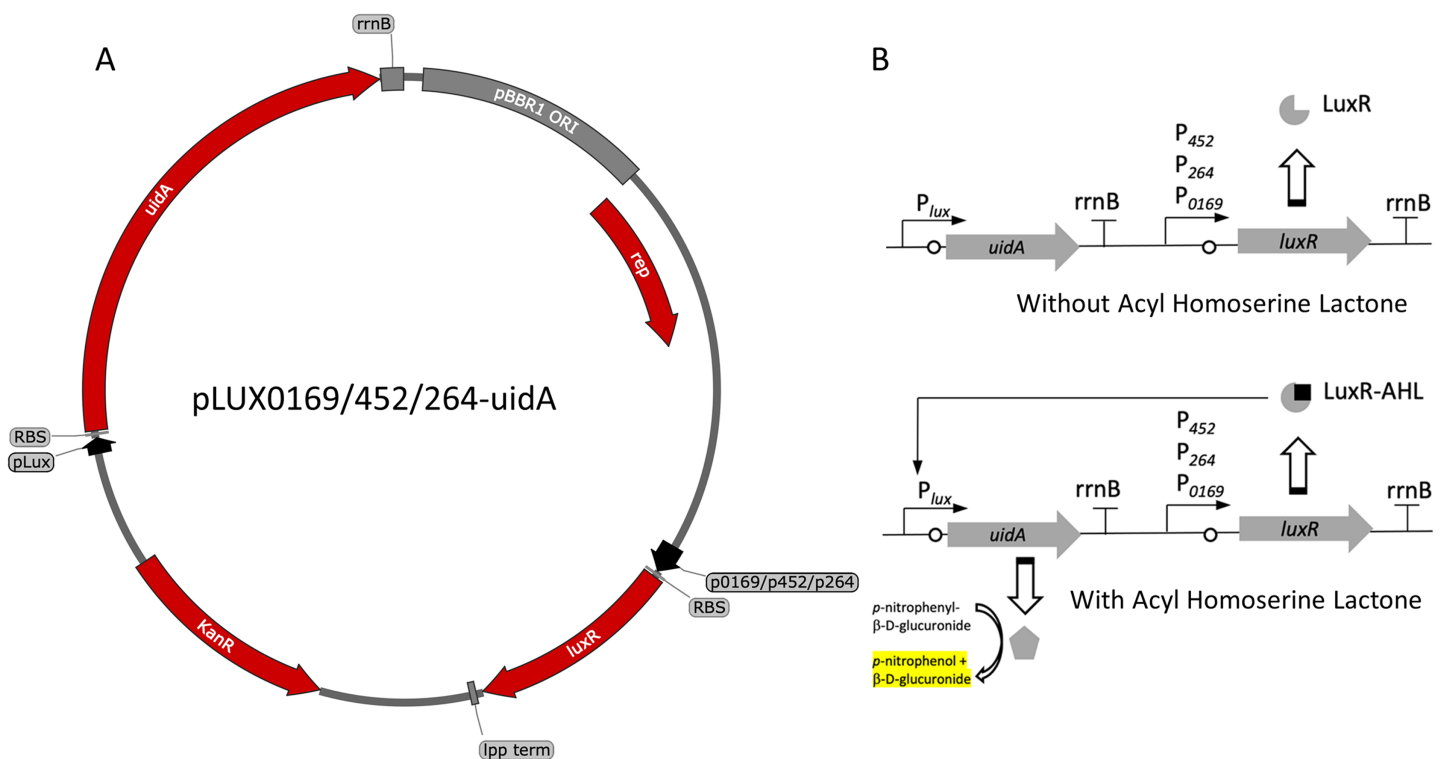 A
rrnB
pBBR1 ORI
uidA
rep
pLUX0169/452/264-uidA
RBS
pLux
p0169/p452/p264
RBS
KanR
luxR
lpp term
B
LuxR
P452
P264
P0169
Plux
rrnB
rrnB
uidA
luxR
Without Acyl Homoserine Lactone
LuxR-AHL
P452
P264
P0169
Plux
rrnB
rrnB
uidA
luxR
With Acyl Homoserine Lactone
p-nitrophenyl-
β-D-glucuronide
p-nitrophenol +
β-D-glucuronide